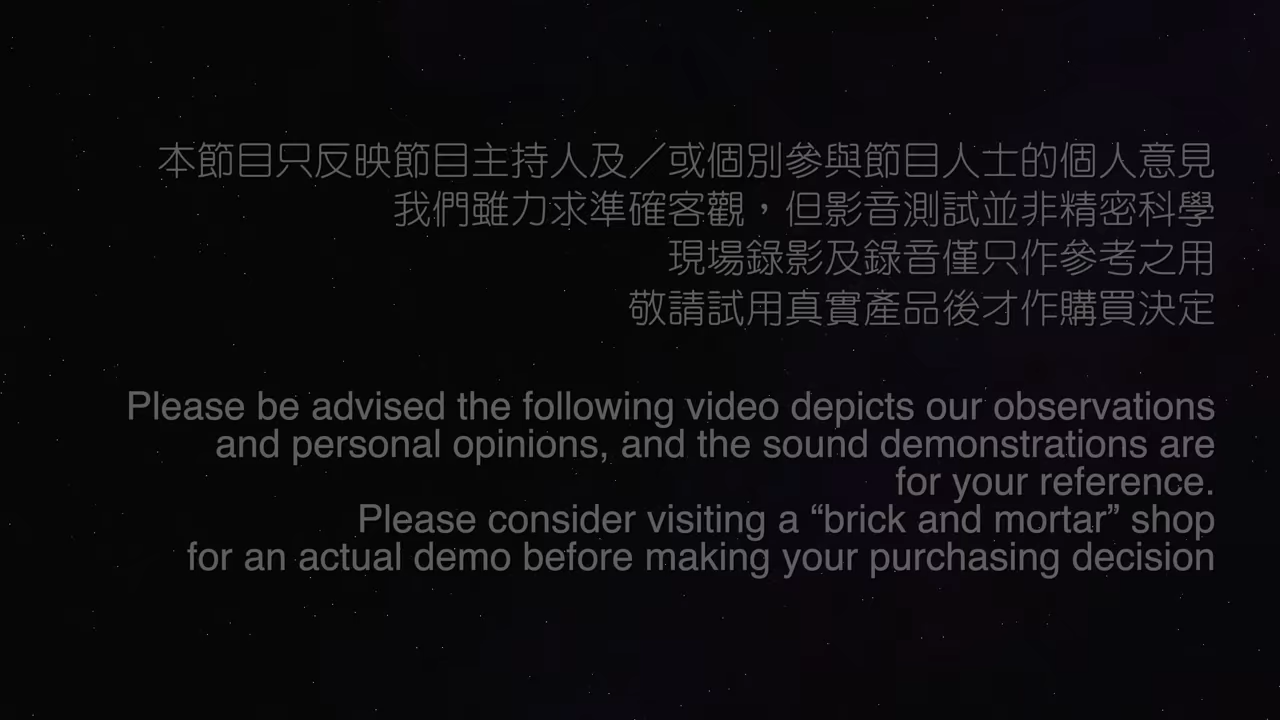 本節目只反映節目主持人及／或個別參與節目人士的個人意見
我們雖力求準確客觀，但影音測試並非精密科學
現場錄影及錄音僅只作參考之用
敬請試用真實產品後才作購買決定
Please be advised the following video depicts our observations
and personal opinions, and the sound demonstrations are
for your reference.
Please consider visiting a “brick and mortar” shop
for an actual demo before making your purchasing decision